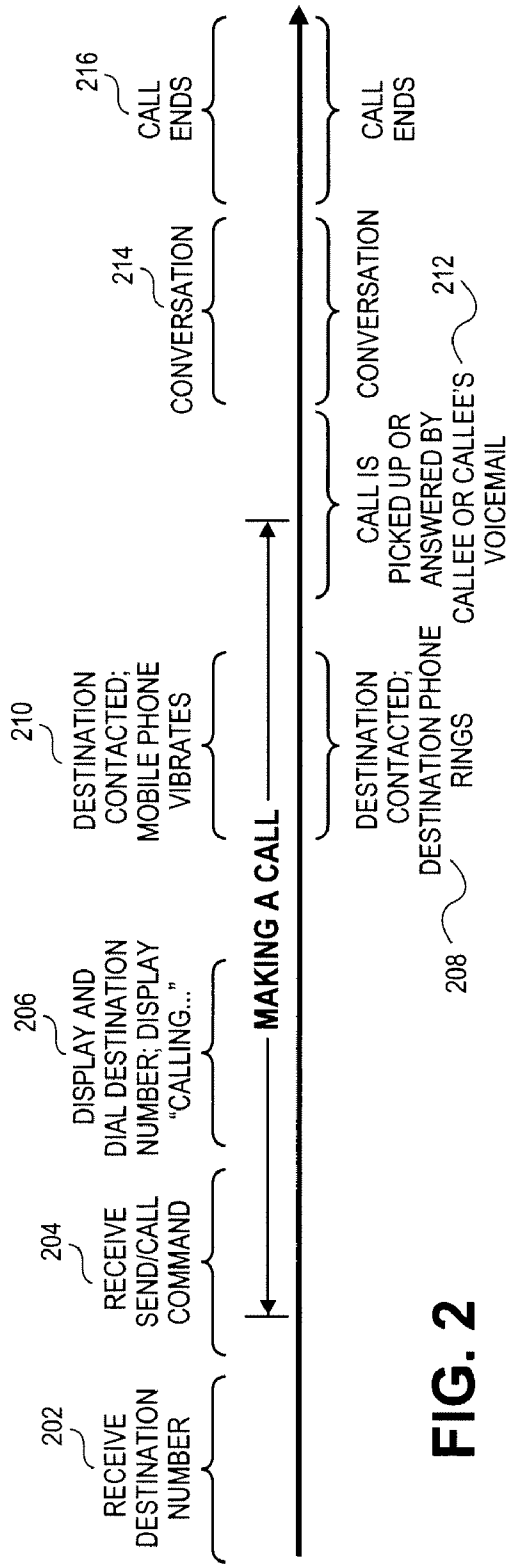 202
RECEIVE
DESTINATION
NUMBER
204
RECEIVE
SEND/CALL
COMMAND
206
DISPLAY AND
DIAL DESTINATION
NUMBER; DISPLAY
“CALLING...”
210
DESTINATION
CONTACTED;
MOBILE PHONE
VIBRATES
214
CONVERSATION
216
CALL
ENDS
MAKING A CALL
208
DESTINATION
CONTACTED;
DESTINATION PHONE
RINGS
CALL IS
PICKED UP OR
ANSWERED BY
CALLEE OR CALLEE'S
VOICEMAIL
212
CONVERSATION
CALL
ENDS
FIG. 2